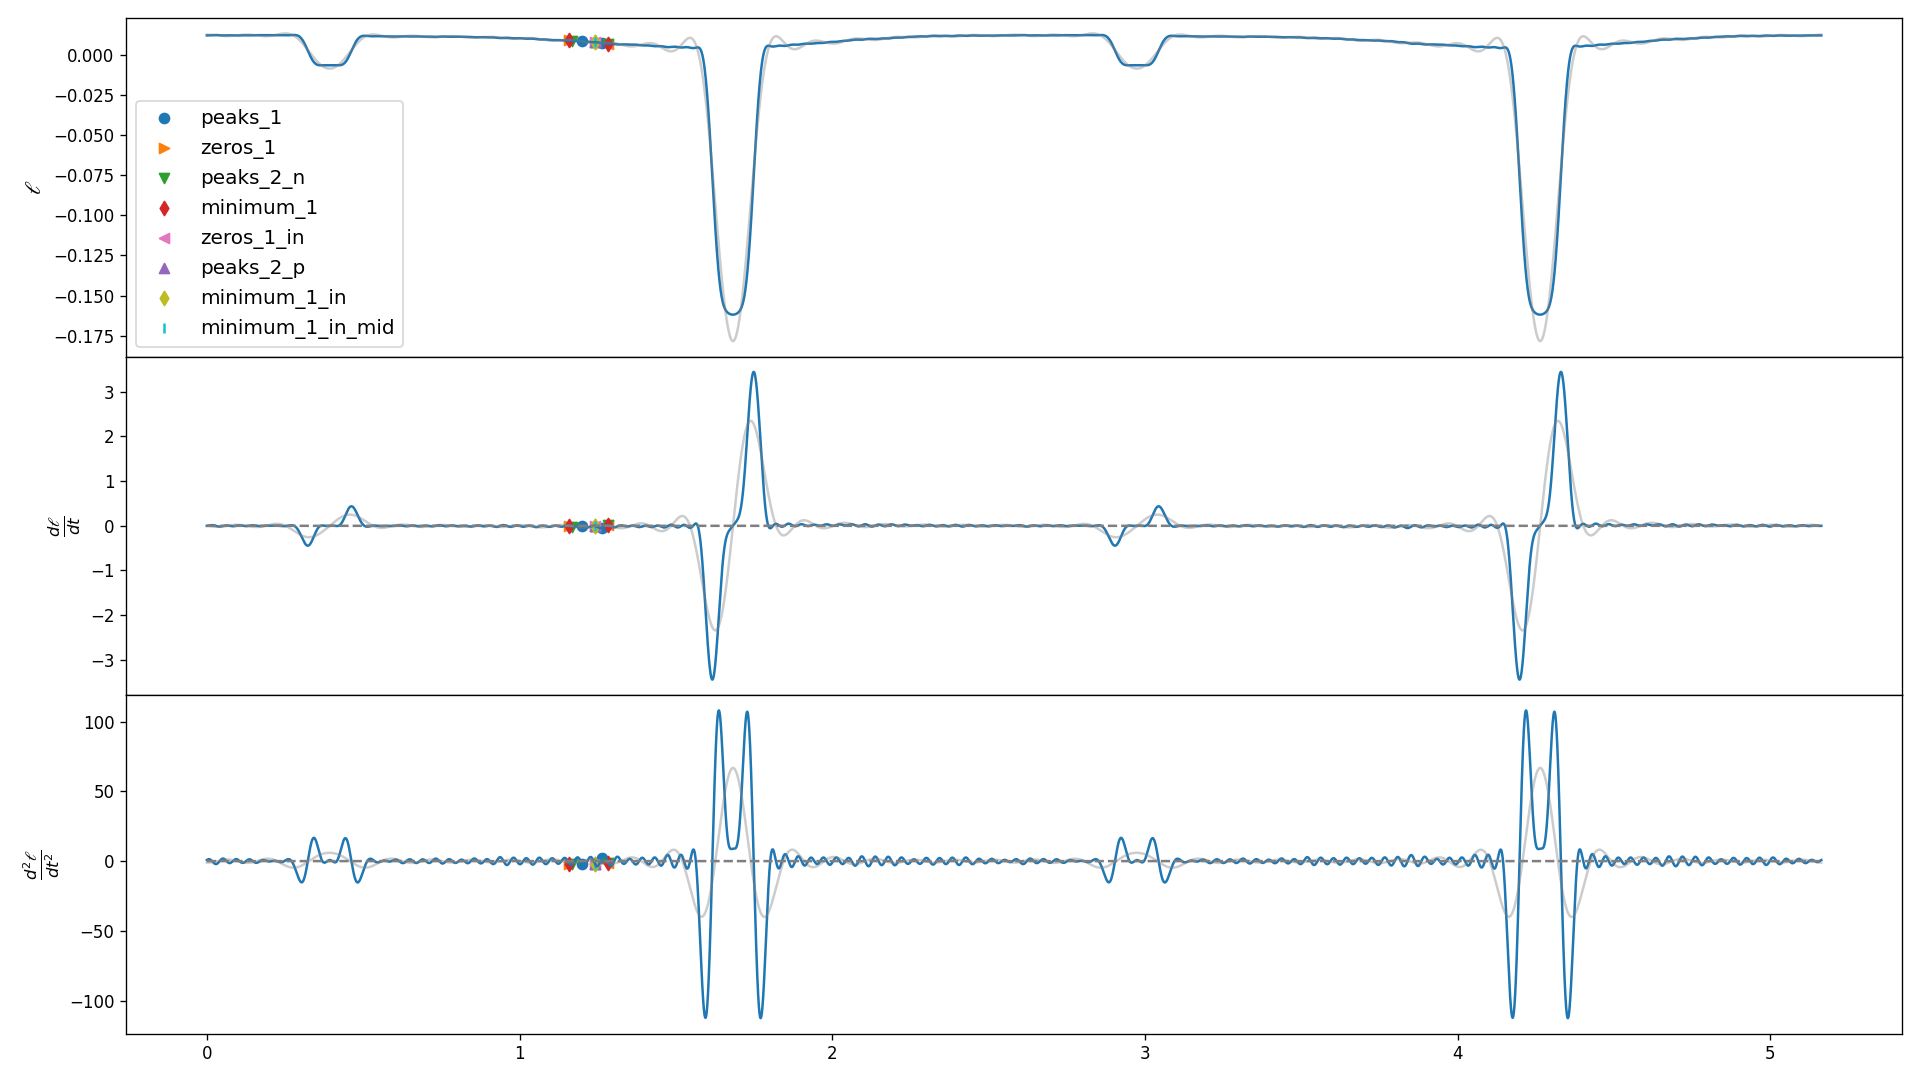 0.000
−0.025
−0.050
−0.075
−0.100
−0.125
−0.150
−0.175
ℓ
peaks_1
zeros_1
peaks_2_n
minimum_1
zeros_1_in
peaks_2_p
minimum_1_in
minimum_1_in_mid
3
2
1
0
−1
−2
−3
dℓ
dt
100
50
0
−50
−100
d²ℓ
dt²
0 1 2 3 4 5